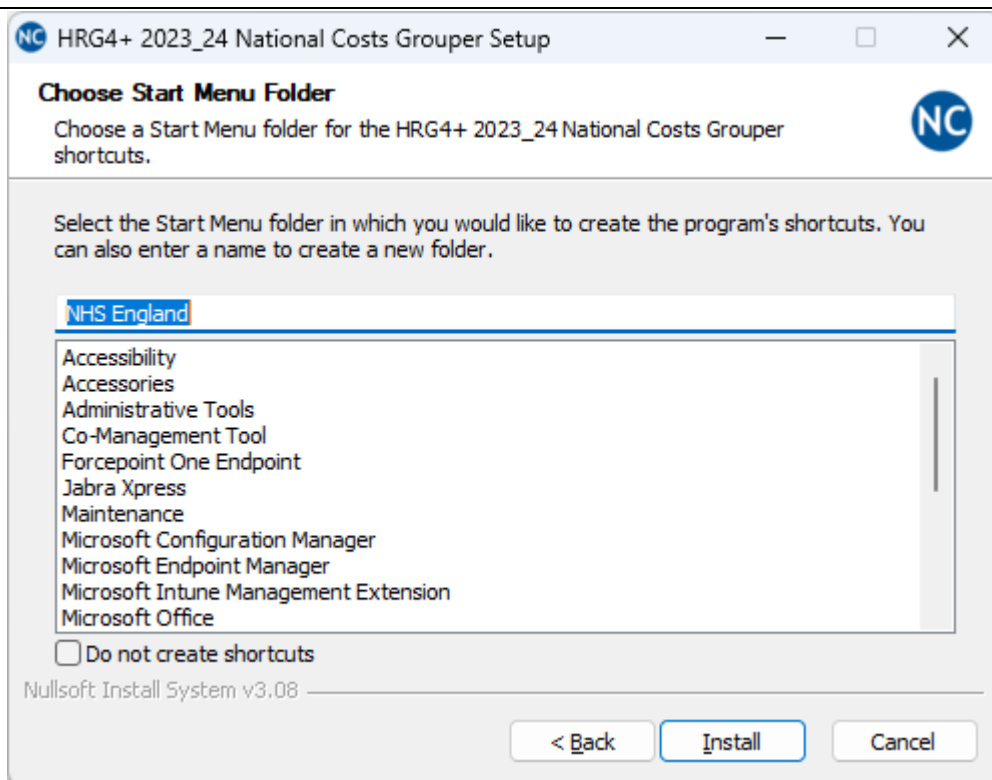 NC HRG4+ 2023_24 National Costs Grouper Setup
Choose Start Menu Folder
Choose a Start Menu folder for the HRG4+ 2023_24 National Costs Grouper
shortcuts.
NC
Select the Start Menu folder in which you would like to create the program's shortcuts. You
can also enter a name to create a new folder.
NHS England
Accessibility
Accessories
Administrative Tools
Co-Management Tool
Forcepoint One Endpoint
Jabra Xpress
Maintenance
Microsoft Configuration Manager
Microsoft Endpoint Manager
Microsoft Intune Management Extension
Microsoft Office
Do not create shortcuts
Nullsoft Install System v3.08
< Back Install Cancel